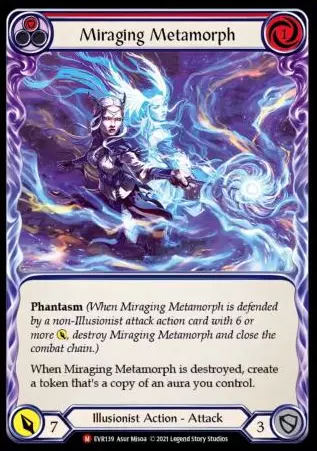 Miraging Metamorph
1
Phantasm (When Miraging Metamorph is defended
by a non-Illusionist attack action card with 6 or
more , destroy Miraging Metamorph and close the
combat chain.)
When Miraging Metamorph is destroyed, create
a token that's a copy of an aura you control.
7
Illusionist Action - Attack
3
M EVR139 Asur Misoa © 2021 Legend Story Studios